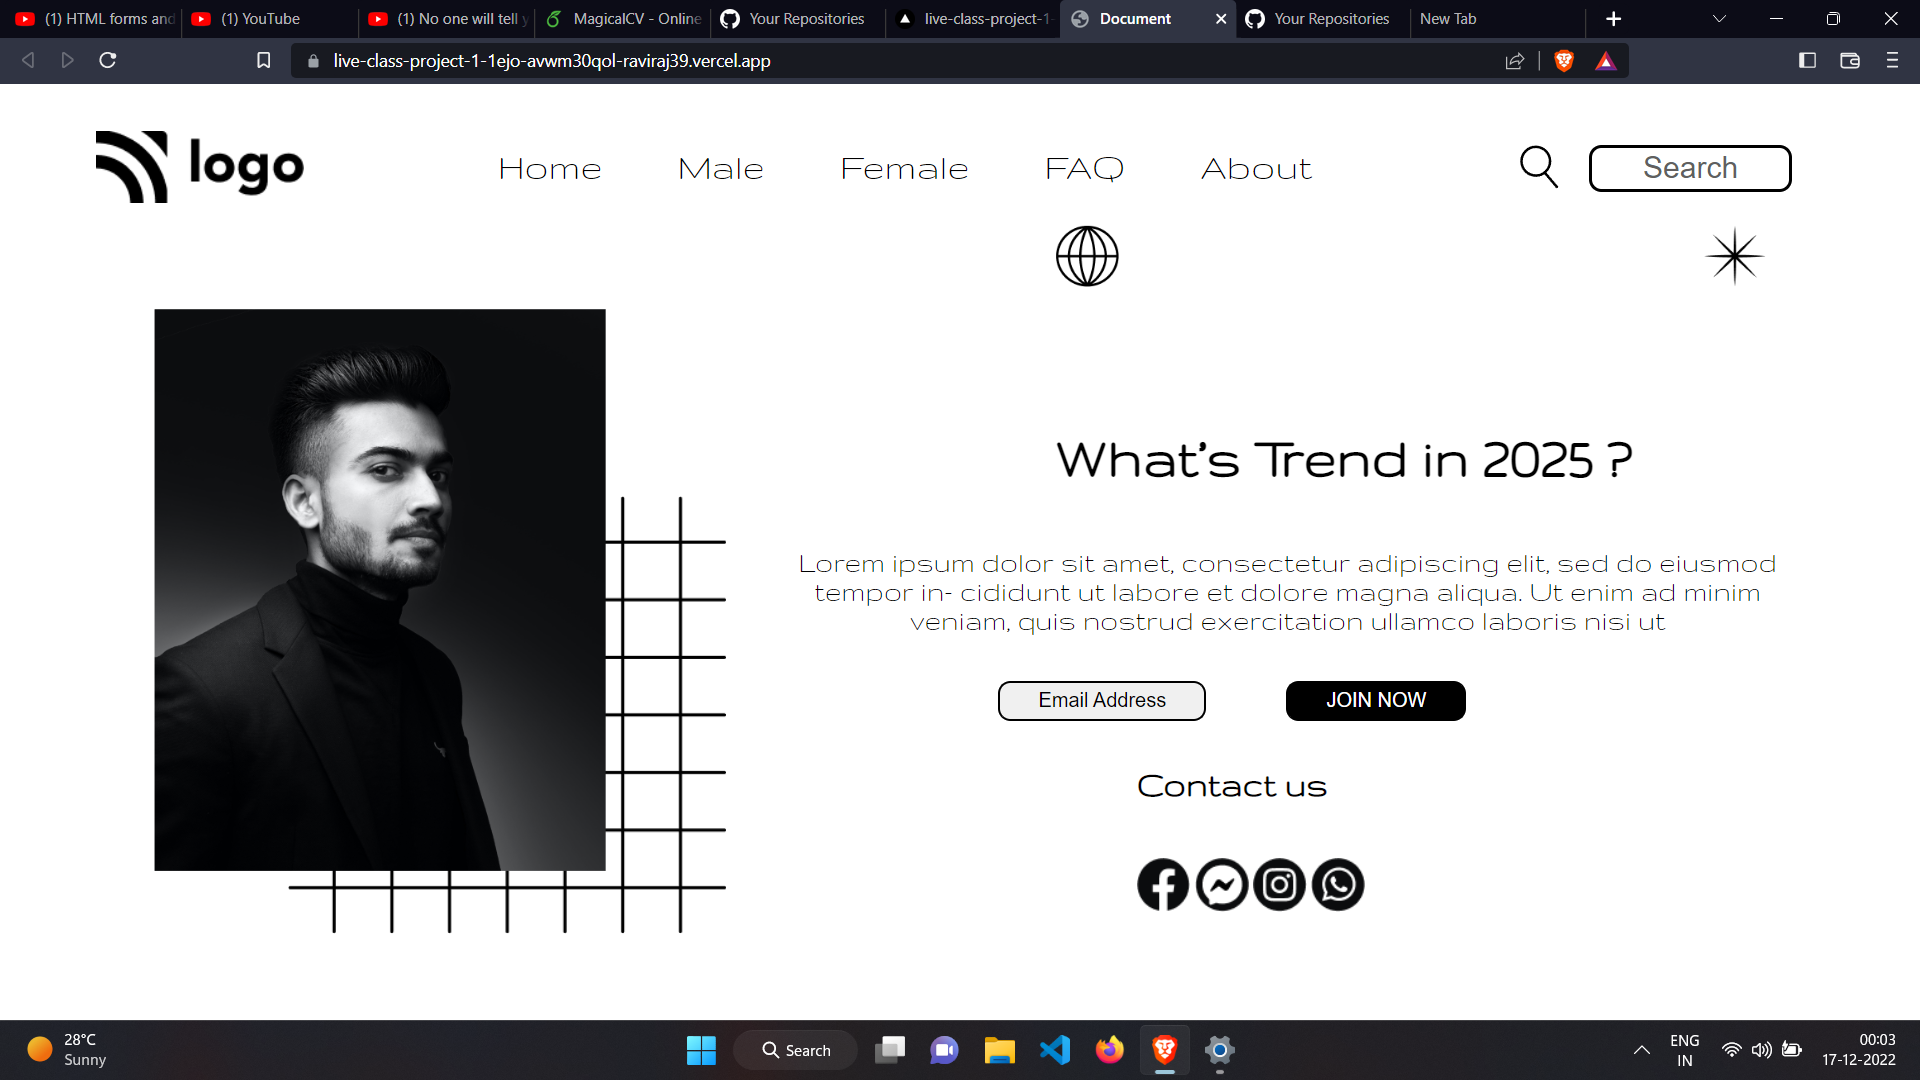 (1) HTML forms and
(1) YouTube
(1) No one will tell y
MagicalCV - Online
Your Repositories
live-class-project-1-
Document
Your Repositories
New Tab
live-class-project-1-1ejo-avwm30qol-raviraj39.vercel.app
logo
Home Male Female FAQ About
Search
What's Trend in 2025 ?
Lorem ipsum dolor sit amet, consectetur adipiscing elit, sed do eiusmod
tempor in- cididunt ut labore et dolore magna aliqua. Ut enim ad minim
veniam, quis nostrud exercitation ullamco laboris nisi ut
Email Address
JOIN NOW
Contact us
28°C
Sunny
Search
ENG
IN
00:03
17-12-2022